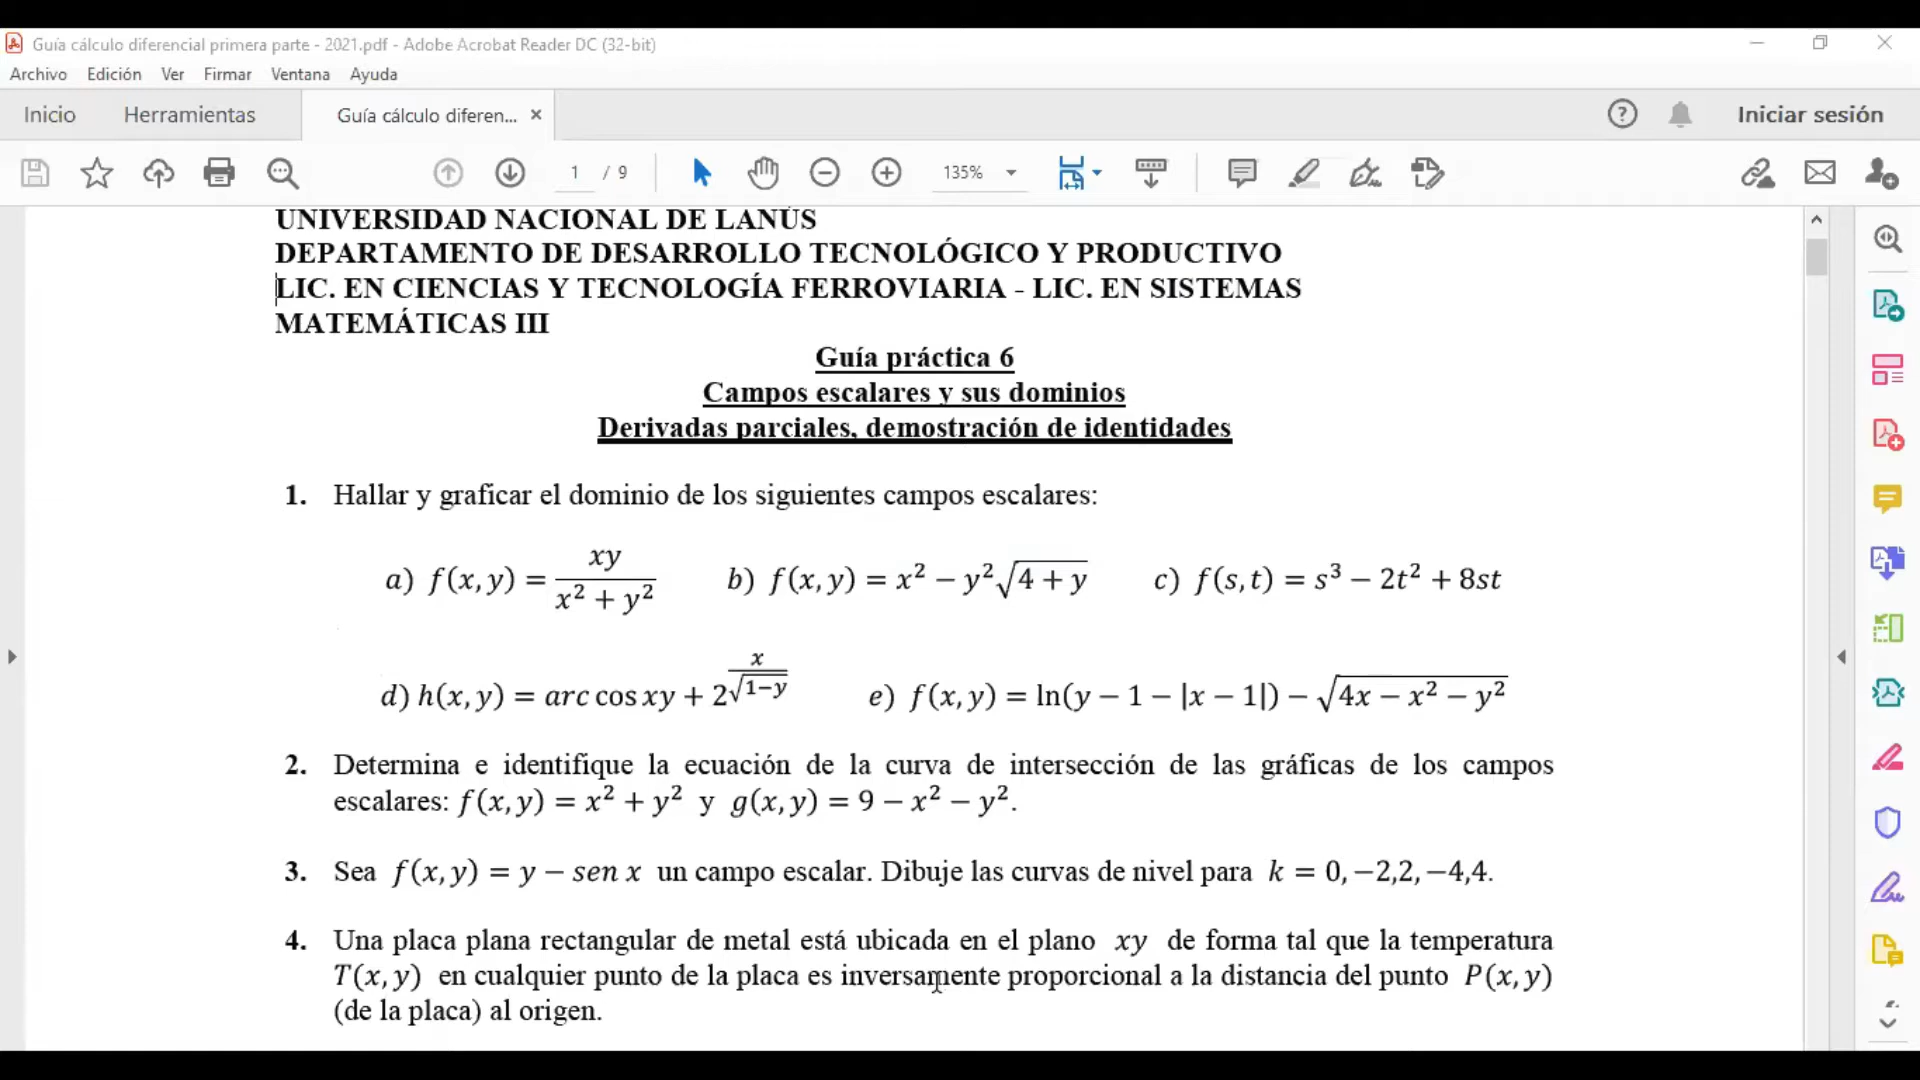 Guía cálculo diferencial primera parte - 2021.pdf - Adobe Acrobat Reader DC (32-bit)
Archivo Edición Ver Firmar Ventana Ayuda
Inicio Herramientas Guía cálculo diferen... × Iniciar sesión
1 / 9 135%
UNIVERSIDAD NACIONAL DE LANÚS
DEPARTAMENTO DE DESARROLLO TECNOLÓGICO Y PRODUCTIVO
LIC. EN CIENCIAS Y TECNOLOGÍA FERROVIARIA - LIC. EN SISTEMAS
MATEMÁTICAS III
Guía práctica 6
Campos escalares y sus dominios
Derivadas parciales, demostración de identidades
1. Hallar y graficar el dominio de los siguientes campos escalares:
a) f(x,y) = xy/(x² + y²) b) f(x,y) = x² − y²√(4 + y) c) f(s,t) = s³ − 2t² + 8st
d) h(x,y) = arc cos xy + 2^(x/√(1−y)) e) f(x,y) = ln(y − 1 − |x − 1|) − √(4x − x² − y²)
2. Determina e identifique la ecuación de la curva de intersección de las gráficas de los campos
escalares: f(x,y) = x² + y² y g(x,y) = 9 − x² − y².
3. Sea f(x,y) = y − sen x un campo escalar. Dibuje las curvas de nivel para k = 0,−2,2,−4,4.
4. Una placa plana rectangular de metal está ubicada en el plano xy de forma tal que la temperatura
T(x,y) en cualquier punto de la placa es inversamente proporcional a la distancia del punto P(x,y)
(de la placa) al origen.